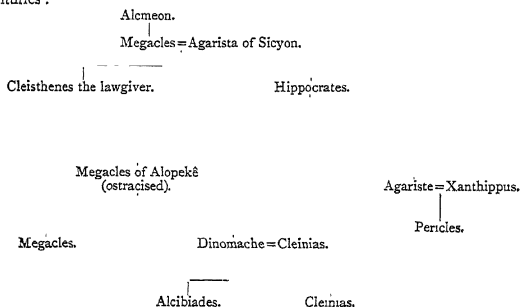 Alcmeon.
Megacles=Agarista of Sicyon.
Cleisthenes the lawgiver. Hippocrates.
Megacles of Alopekê
(ostracised).
Agariste=Xanthippus.
Pericles.
Megacles. Dinomache=Cleinias.
Alcibiades. Cleinias.